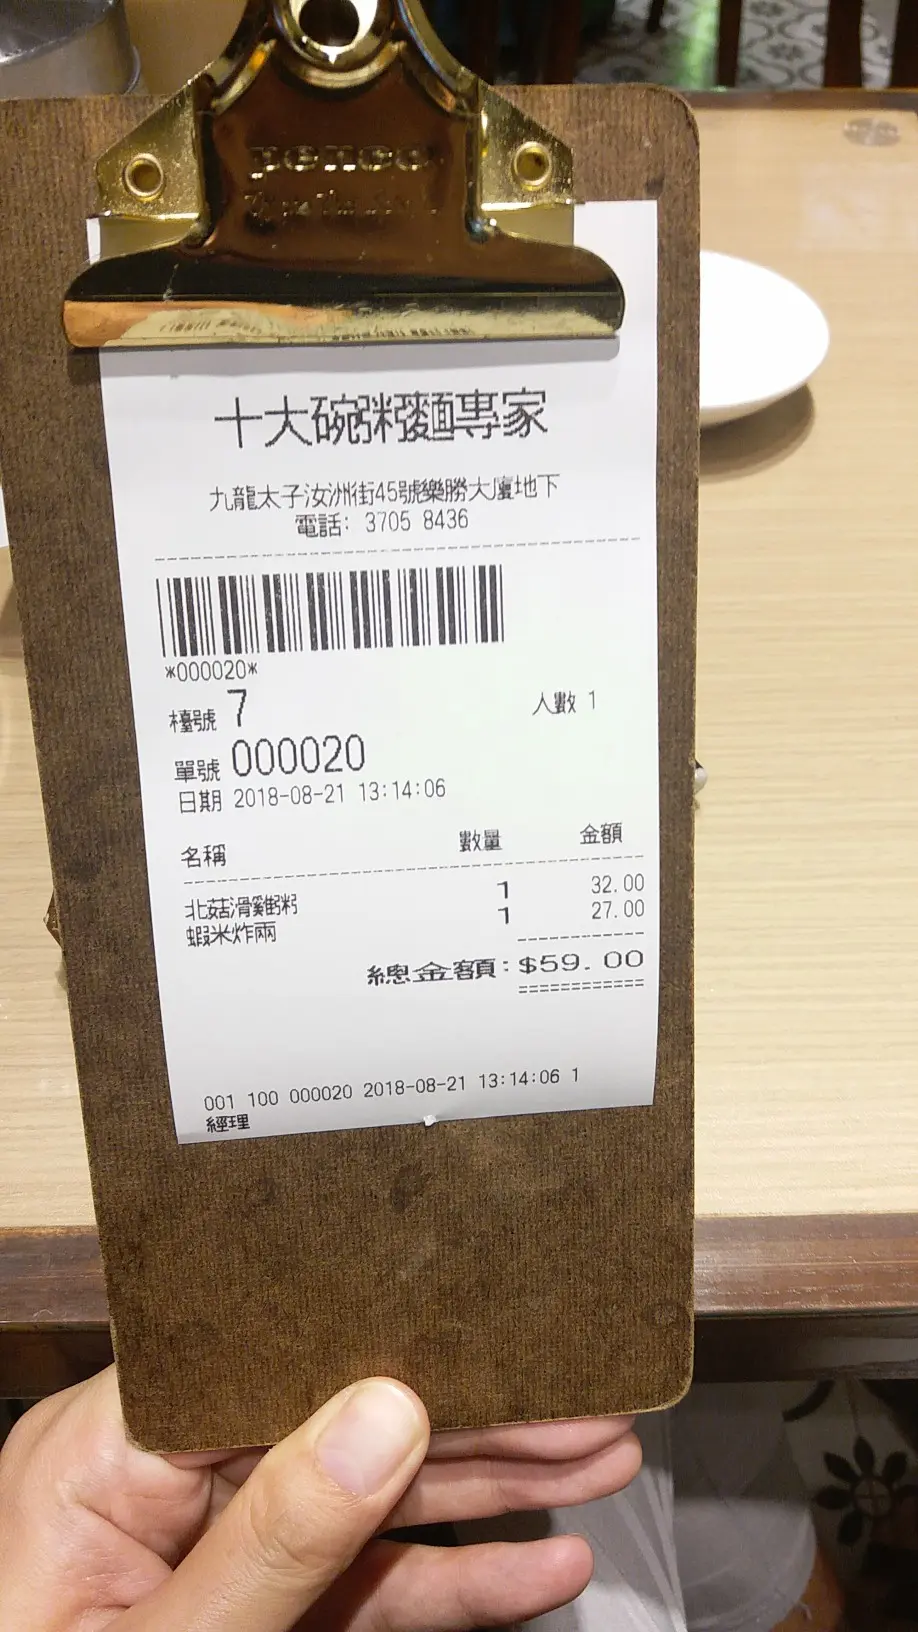 penco
十大碗粥麵專家
九龍太子汝洲街45號樂勝大廈地下
電話: 3705 8436
*000020*
檯號 7 人數 1
單號 000020
日期 2018-08-21 13:14:06
名稱 數量 金額
北菇滑雞粥 1 32.00
蝦米炸兩 1 27.00
總金額:$59.00
001 100 000020 2018-08-21 13:14:06 1
經理